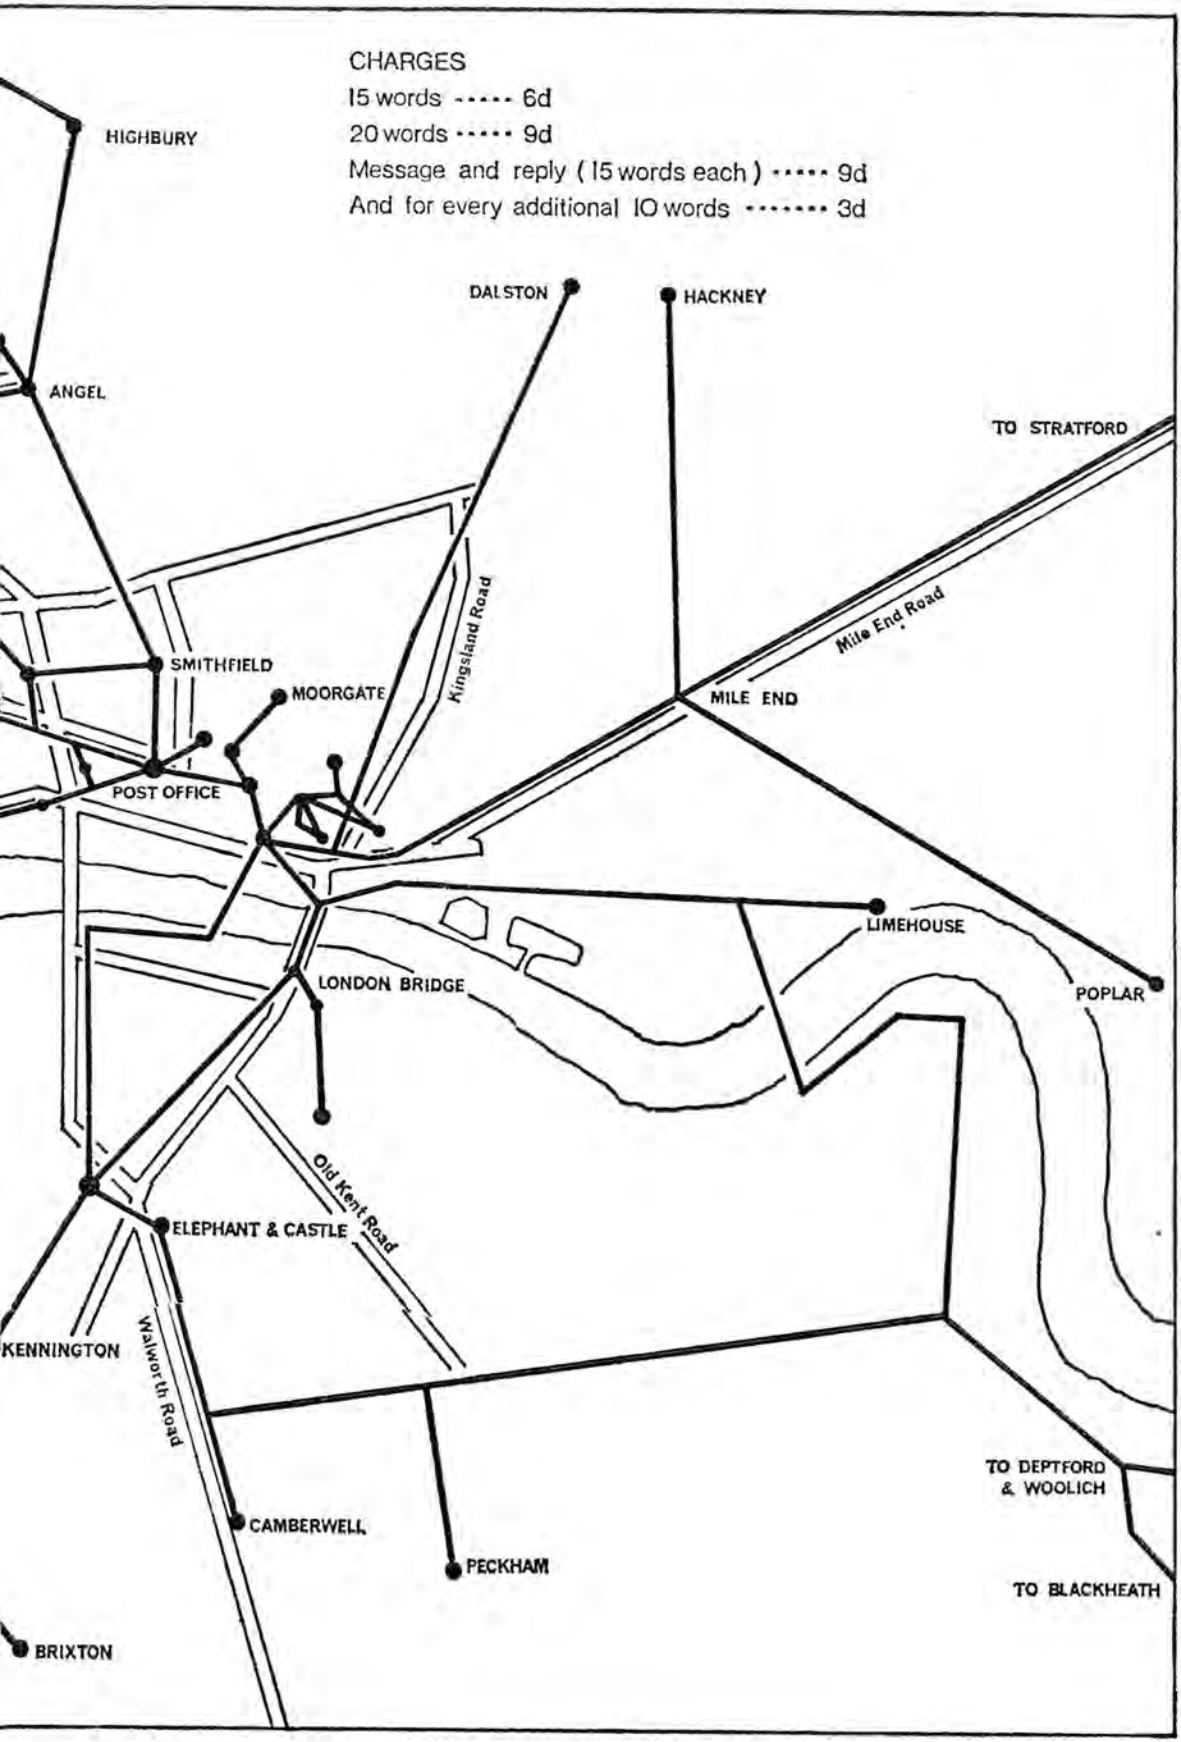 CHARGES
15 words ----- 6d
20 words ----- 9d
Message and reply (15 words each) ----- 9d
And for every additional 10 words ------- 3d
HIGHBURY
DALSTON
HACKNEY
ANGEL
TO STRATFORD
Kingsland Road
Mile End Road
SMITHFIELD
MOORGATE
MILE END
POST OFFICE
LIMEHOUSE
LONDON BRIDGE
POPLAR
Old Kent Road
ELEPHANT & CASTLE
KENNINGTON
Walworth Road
TO DEPTFORD
& WOOLICH
CAMBERWELL
PECKHAM
TO BLACKHEATH
BRIXTON